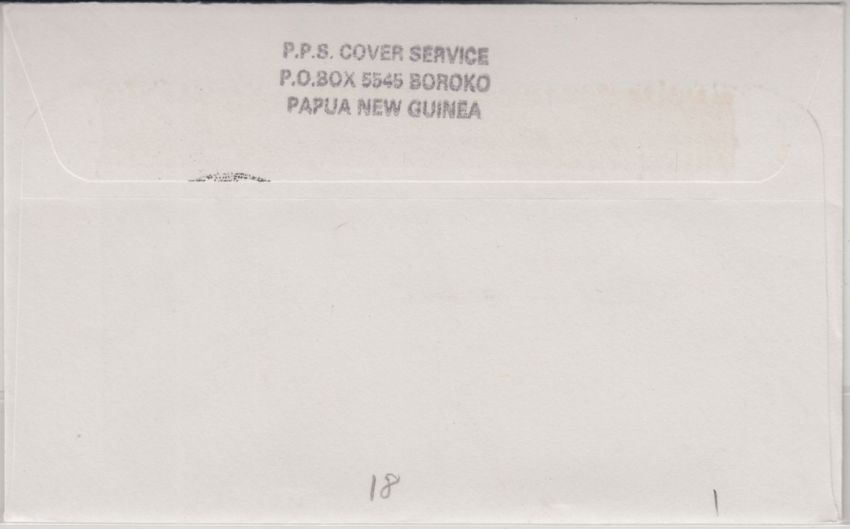 P.P.S. COVER SERVICE
P.O.BOX 5545 BOROKO
PAPUA NEW GUINEA
18
|